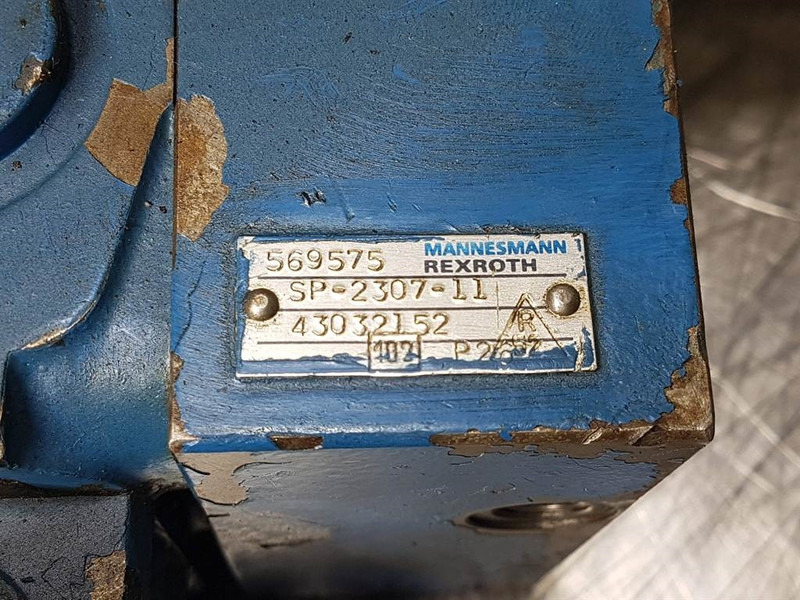 569575 MANNESMANN
REXROTH
SP-2307-11
43032152 R
102